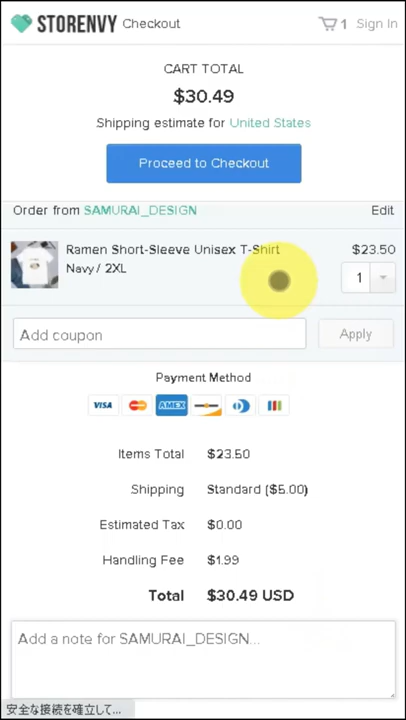 STORENVY Checkout 1 Sign In
CART TOTAL
$30.49
Shipping estimate for United States
Proceed to Checkout
Order from SAMURAI_DESIGN Edit
Ramen Short-Sleeve Unisex T-Shirt $23.50
Navy / 2XL
1
Add coupon Apply
Payment Method
VISA AMEX
Items Total $23.50
Shipping Standard ($5.00)
Estimated Tax $0.00
Handling Fee $1.99
Total $30.49 USD
Add a note for SAMURAI_DESIGN...
安全な接続を確立して...